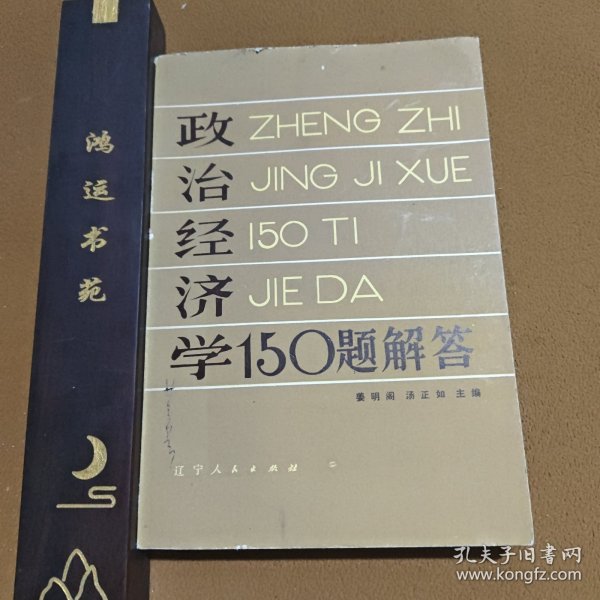 鸿运书苑
政 ZHENG ZHI
治 JING JI XUE
经 150 TI
济 JIE DA
学150题解答
娄明阁 汤正如 主编
辽宁人民出版社
孔夫子旧书网
www.kongfz.com